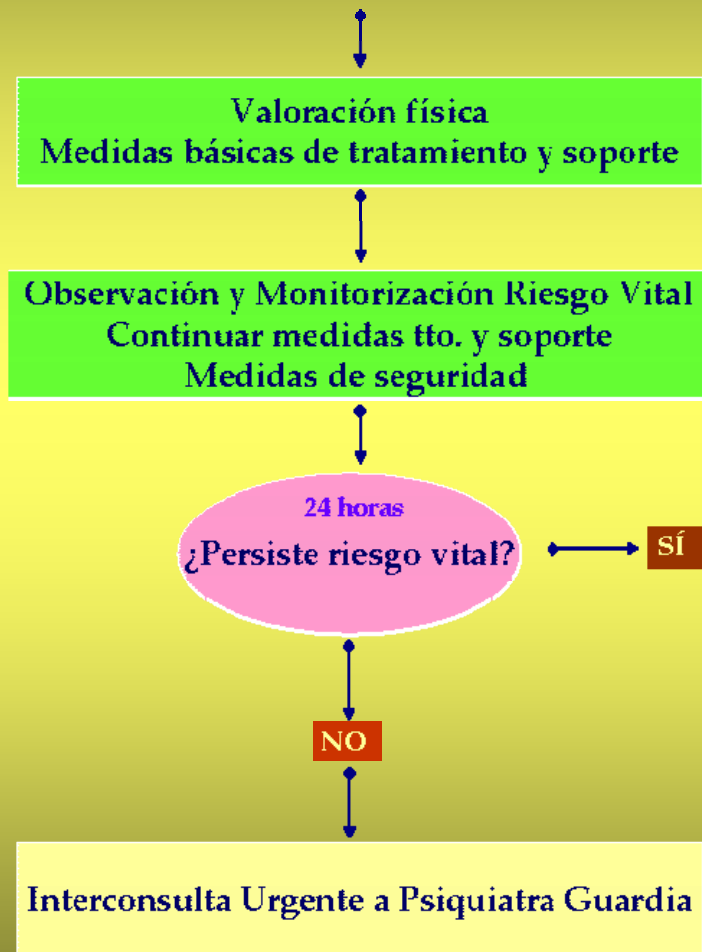 Valoración física
Medidas básicas de tratamiento y soporte
Observación y Monitorización Riesgo Vital
Continuar medidas tto. y soporte
Medidas de seguridad
24 horas
¿Persiste riesgo vital?
SÍ
NO
Interconsulta Urgente a Psiquiatra Guardia